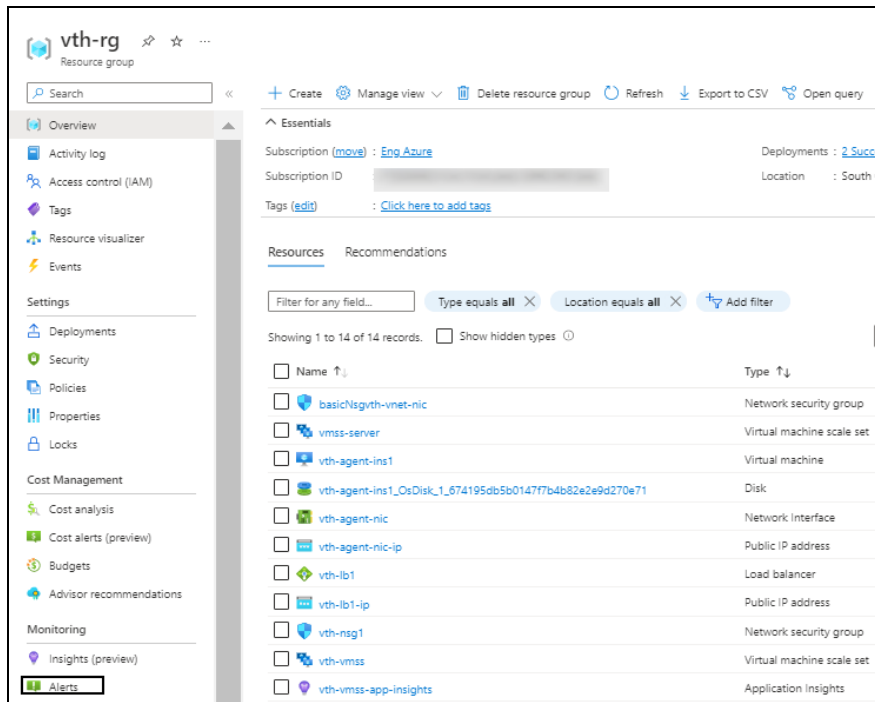 vth-rg
Resource group
Search
Overview
Activity log
Access control (IAM)
Tags
Resource visualizer
Events
Settings
Deployments
Security
Policies
Properties
Locks
Cost Management
Cost analysis
Cost alerts (preview)
Budgets
Advisor recommendations
Monitoring
Insights (preview)
Alerts
Create Manage view Delete resource group Refresh Export to CSV Open query
Essentials
Subscription (move) : Eng Azure
Deployments : 2 Succ
Subscription ID
Location : South
Tags (edit) : Click here to add tags
Resources Recommendations
Filter for any field... Type equals all Location equals all Add filter
Showing 1 to 14 of 14 records. Show hidden types
Name Type
basicNsgvth-vnet-nic Network security group
vmss-server Virtual machine scale set
vth-agent-ins1 Virtual machine
vth-agent-ins1_OsDisk_1_674195db5b0147f7b4b82e2e9d270e71 Disk
vth-agent-nic Network Interface
vth-agent-nic-ip Public IP address
vth-lb1 Load balancer
vth-lb1-ip Public IP address
vth-nsg1 Network security group
vth-vmss Virtual machine scale set
vth-vmss-app-insights Application Insights